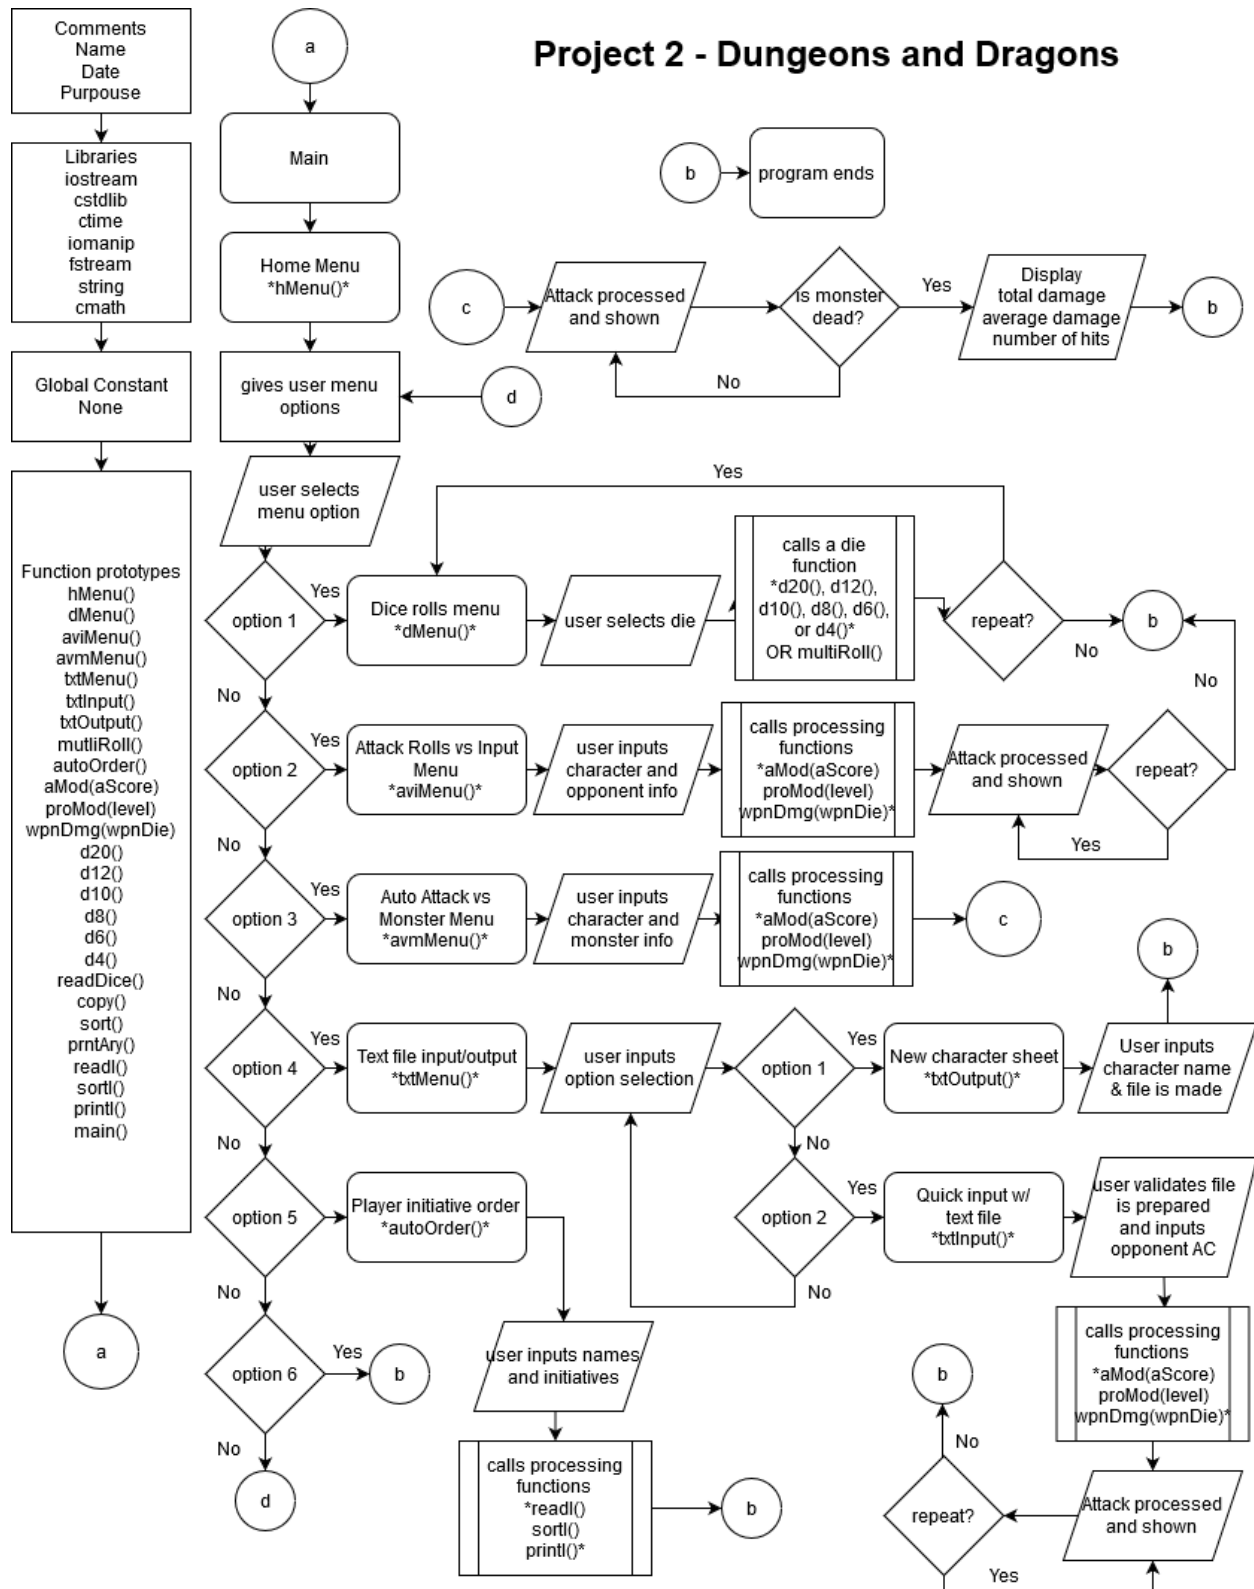 Project 2 - Dungeons and Dragons
Comments
Name
Date
Purpouse
Libraries
iostream
cstdlib
ctime
iomanip
fstream
string
cmath
Global Constant
None
Function prototypes
hMenu()
dMenu()
aviMenu()
avmMenu()
txtMenu()
txtInput()
txtOutput()
mutliRoll()
autoOrder()
aMod(aScore)
proMod(level)
wpnDmg(wpnDie)
d20()
d12()
d10()
d8()
d6()
d4()
readDice()
copy()
sort()
prntAry()
readI()
sortI()
printI()
main()
a
a
Main
Home Menu
*hMenu()*
gives user menu
options
d
user selects
menu option
b
program ends
c
Attack processed
and shown
is monster
dead?
No
Yes
Display
total damage
average damage
number of hits
b
option 1
Yes
Dice rolls menu
*dMenu()*
user selects die
calls a die
function
*d20(), d12(),
d10(), d8(), d6(),
or d4()*
OR multiRoll()
repeat?
Yes
No
b
No
option 2
Yes
Attack Rolls vs Input
Menu
*aviMenu()*
user inputs
character and
opponent info
calls processing
functions
*aMod(aScore)
proMod(level)
wpnDmg(wpnDie)*
Attack processed
and shown
repeat?
Yes
No
No
option 3
Yes
Auto Attack vs
Monster Menu
*avmMenu()*
user inputs
character and
monster info
calls processing
functions
*aMod(aScore)
proMod(level)
wpnDmg(wpnDie)*
c
No
option 4
Yes
Text file input/output
*txtMenu()*
user inputs
option selection
option 1
Yes
New character sheet
*txtOutput()*
User inputs
character name
& file is made
b
No
option 2
Yes
Quick input w/
text file
*txtInput()*
user validates file
is prepared
and inputs
opponent AC
No
calls processing
functions
*aMod(aScore)
proMod(level)
wpnDmg(wpnDie)*
Attack processed
and shown
repeat?
No
b
Yes
No
option 5
Player initiative order
*autoOrder()*
user inputs names
and initiatives
calls processing
functions
*readI()
sortI()
printI()*
b
No
option 6
Yes
b
No
d